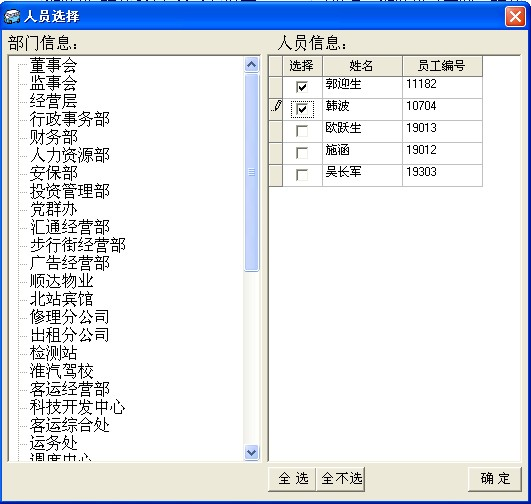 人员选择
部门信息：
董事会
监事会
经营层
行政事务部
财务部
人力资源部
安保部
投资管理部
党群办
汇通经营部
步行街经营部
广告经营部
顺达物业
北站宾馆
修理分公司
出租分公司
检测站
淮汽驾校
客运经营部
科技开发中心
客运综合处
运务处
调度中心
人员信息：
选择 姓名 员工编号
郭迎生 11182
韩波 10704
欧跃生 19013
施涵 19012
吴长军 19303
全 选 全不选 确 定